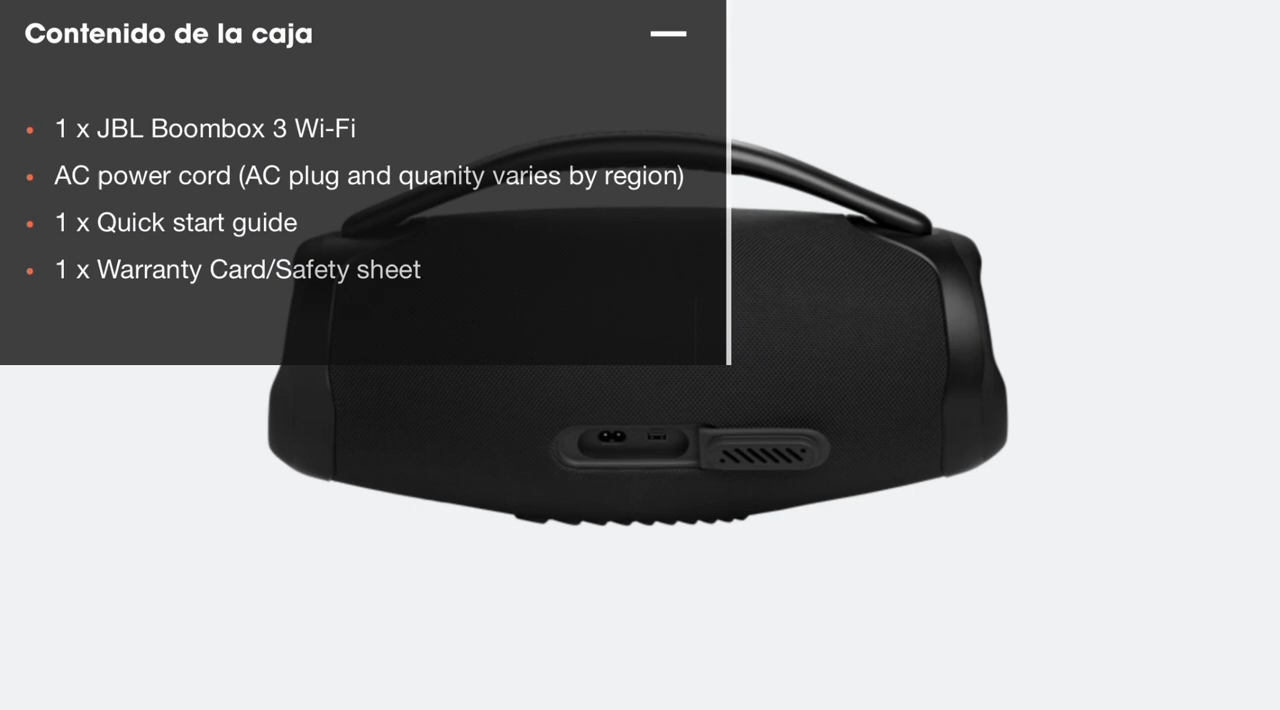 Contenido de la caja
1 x JBL Boombox 3 Wi-Fi
AC power cord (AC plug and quanity varies by region)
1 x Quick start guide
1 x Warranty Card/Safety sheet